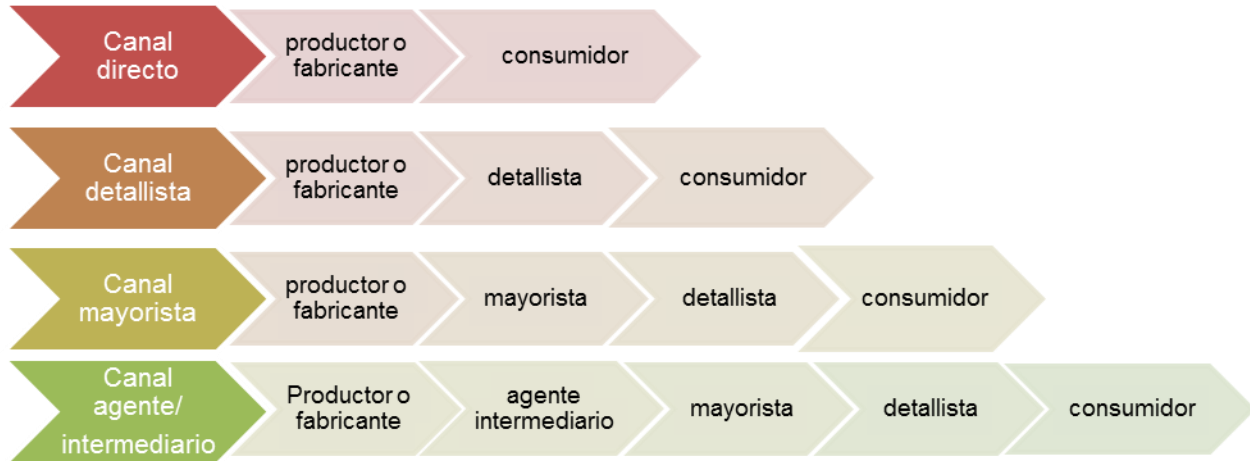 Canal
directo
productor o
fabricante
consumidor
Canal
detallista
productor o
fabricante
detallista
consumidor
Canal
mayorista
productor o
fabricante
mayorista
detallista
consumidor
Canal
agente/
intermediario
Productor o
fabricante
agente
intermediario
mayorista
detallista
consumidor